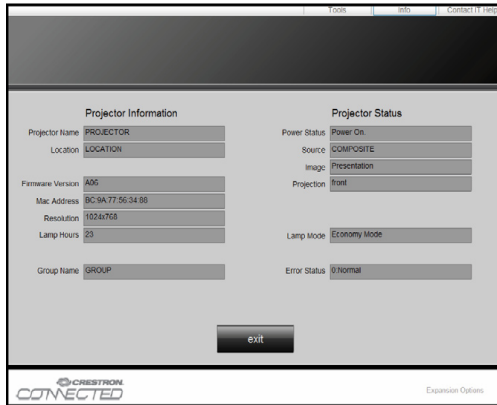 Tools Info Contact IT Help
Projector Information
Projector Name PROJECTOR
Location LOCATION
Firmware Version A06
Mac Address BC:9A:77:56:34:88
Resolution 1024x768
Lamp Hours 23
Group Name GROUP
Projector Status
Power Status Power On.
Source COMPOSITE
Image Presentation
Projection front
Lamp Mode Economy Mode
Error Status 0:Normal
exit
CRESTRON
CONNECTED
Expansion Options